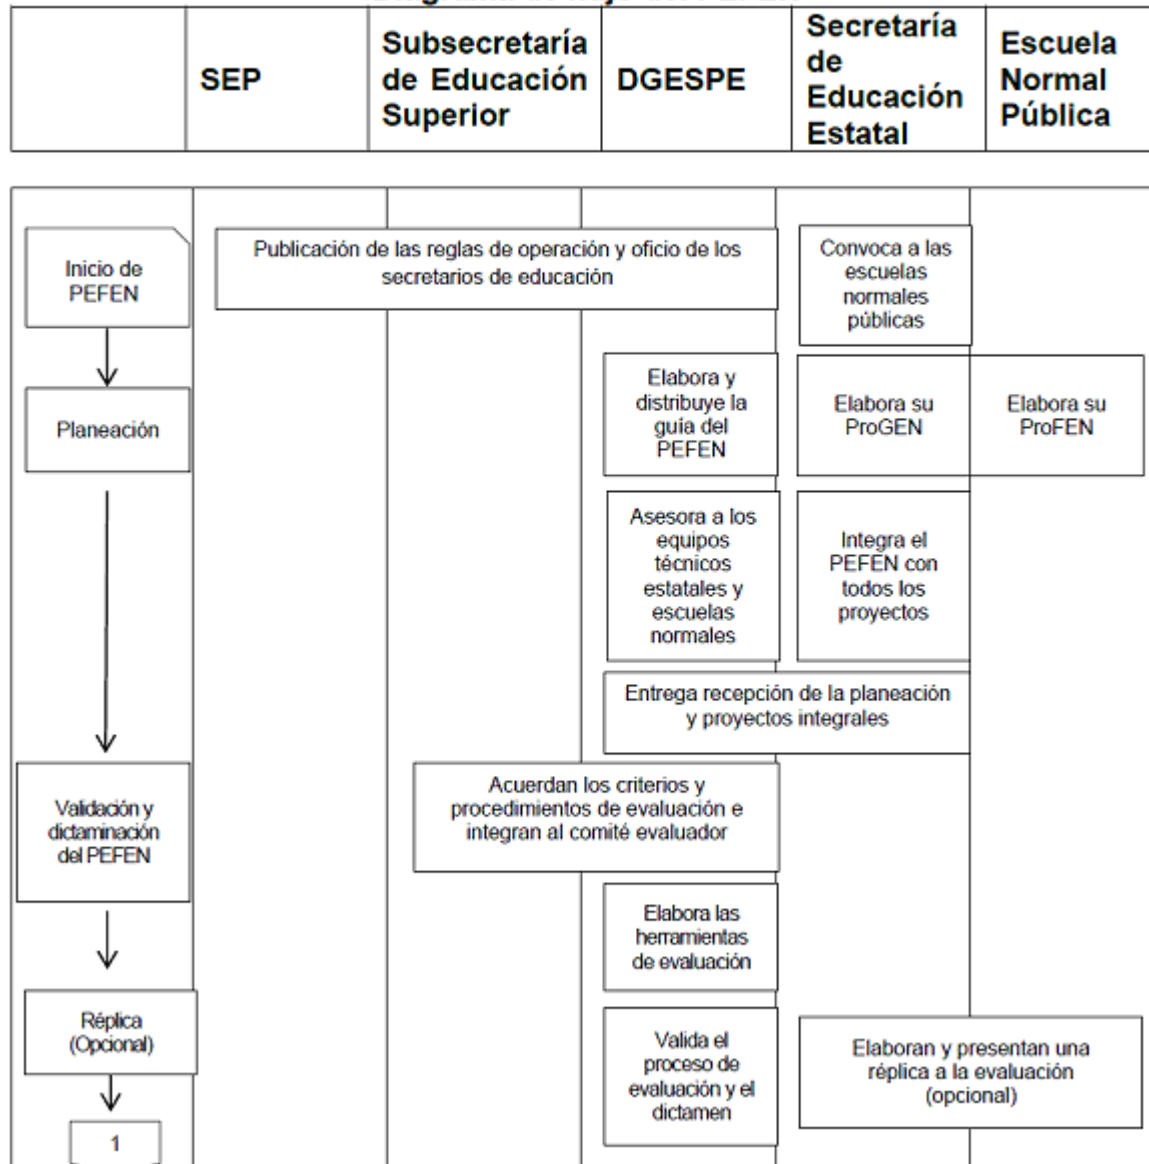 SEP
Subsecretaría
de Educación
Superior
DGESPE
Secretaría
de
Educación
Estatal
Escuela
Normal
Pública
Inicio de
PEFEN
Publicación de las reglas de operación y oficio de los
secretarios de educación
Convoca a las
escuelas
normales
públicas
Planeación
Elabora y
distribuye la
guía del
PEFEN
Elabora su
ProGEN
Elabora su
ProFEN
Asesora a los
equipos
técnicos
estatales y
escuelas
normales
Integra el
PEFEN con
todos los
proyectos
Entrega recepción de la planeación
y proyectos integrales
Validación y
dictaminación
del PEFEN
Acuerdan los criterios y
procedimientos de evaluación e
integran al comité evaluador
Elabora las
herramientas
de evaluación
Réplica
(Opcional)
Valida el
proceso de
evaluación y el
dictamen
Elaboran y presentan una
réplica a la evaluación
(opcional)
1